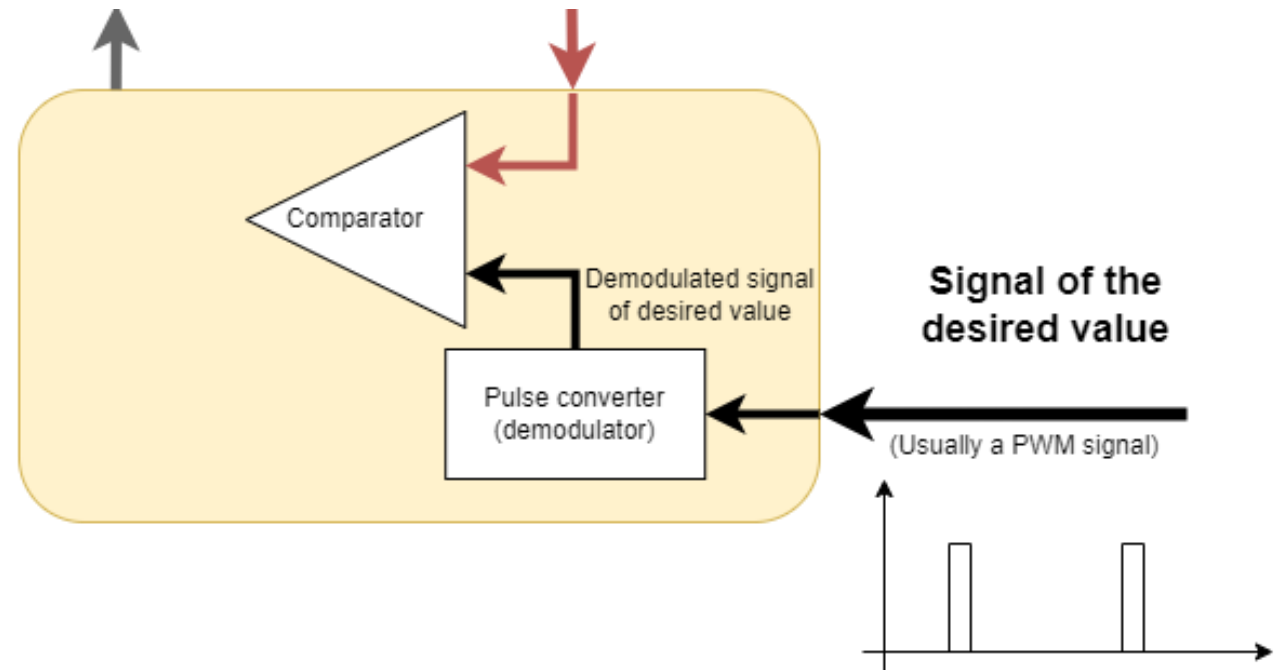 Comparator
Demodulated signal
of desired value
Signal of the
desired value
Pulse converter
(demodulator)
(Usually a PWM signal)